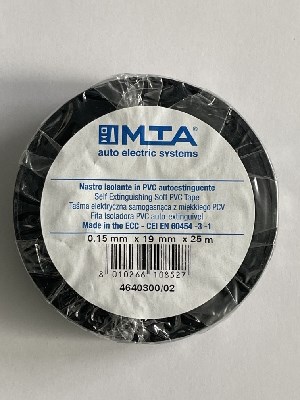 MTA
auto electric systems
Nastro Isolante in PVC autoestinguente
Self Extinguishing Soft PVC Tape
Taśma elektryczna samogasnąca z miękkiego PCV
Fita Isoladora PVC auto-extinguivel
Made in the ECC - CEI EN 60454 -3 -1
0.15 mm x 19 mm x 25 m
8 010266 108527
4640300/02